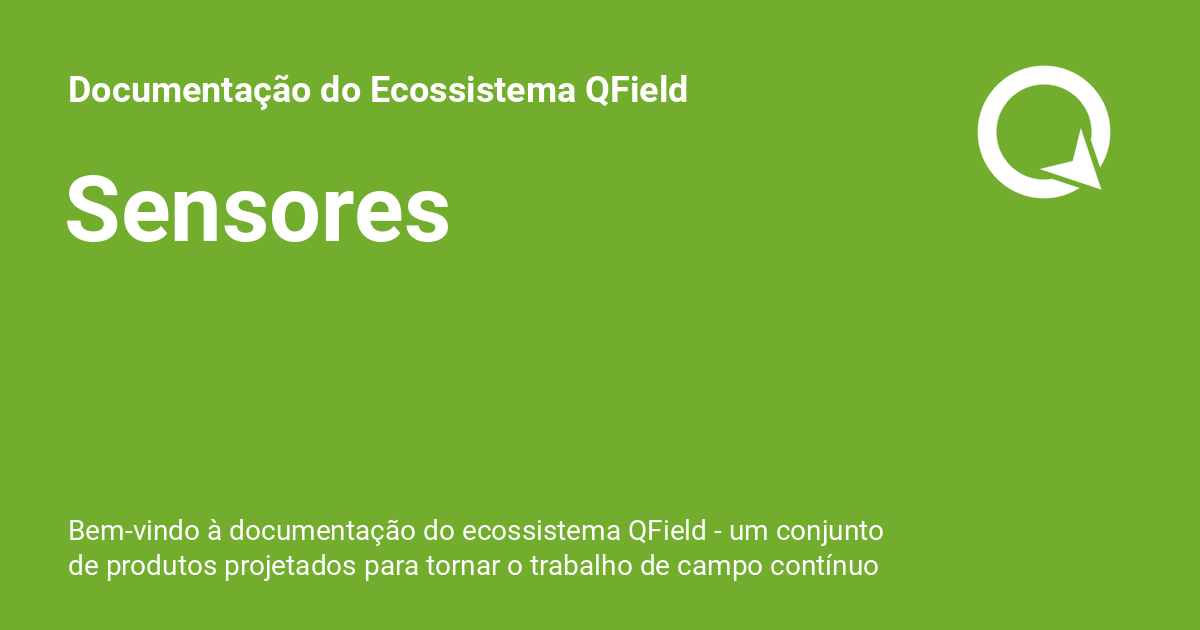 Documentação do Ecossistema QField
Sensores
Bem-vindo à documentação do ecossistema QField - um conjunto
de produtos projetados para tornar o trabalho de campo contínuo